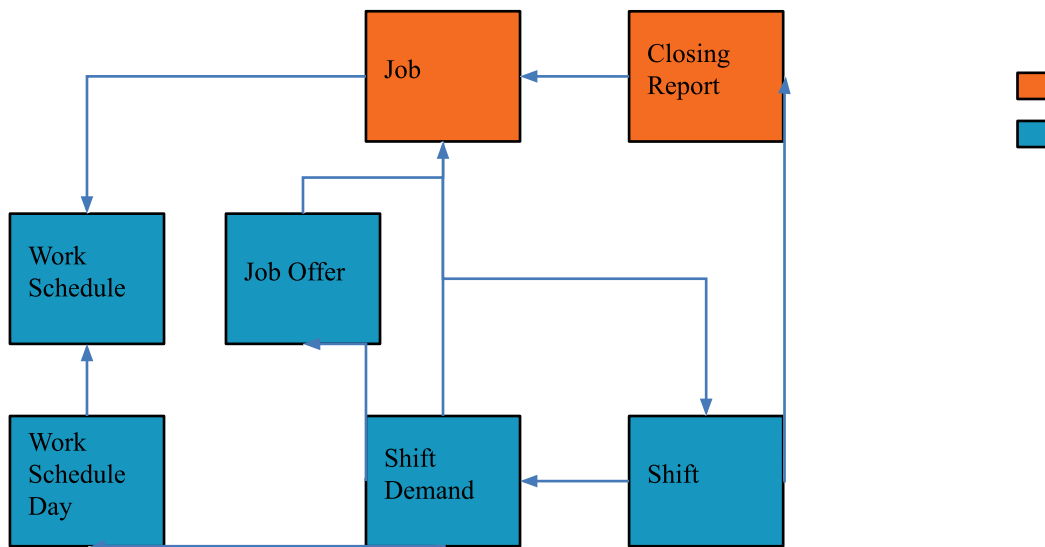 Job
Closing
Report
Work
Schedule
Job Offer
Work
Schedule
Day
Shift
Demand
Shift